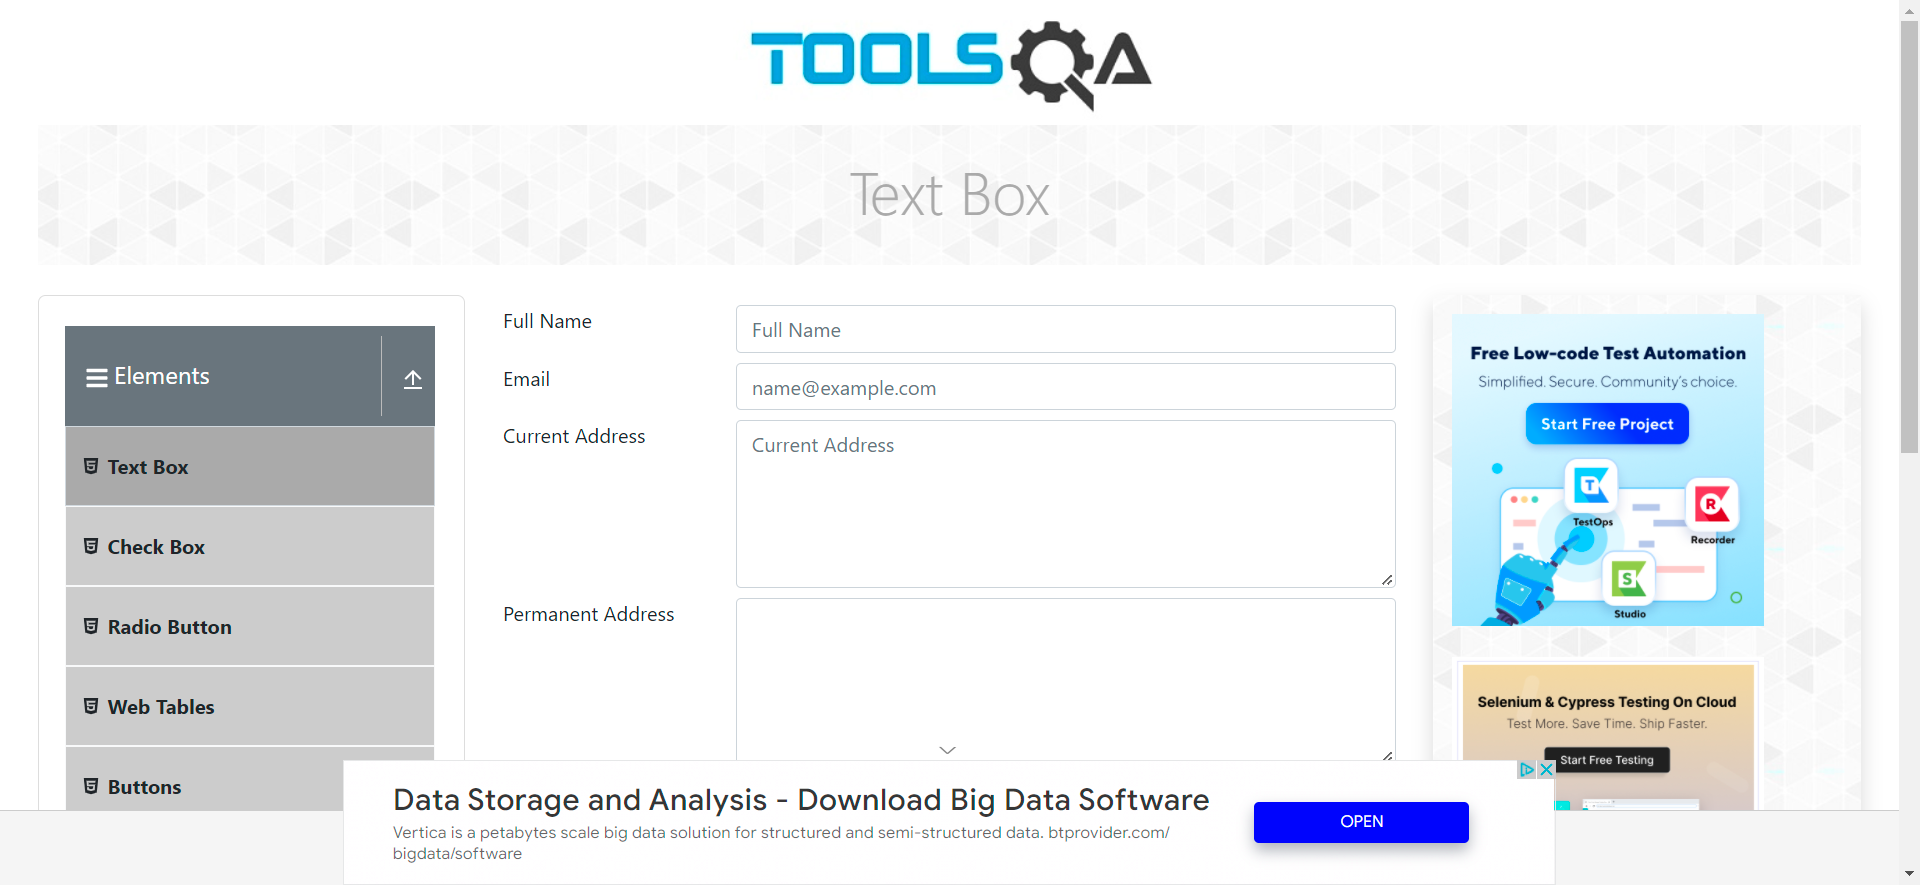 TOOLSQA
Text Box
Elements
Text Box
Check Box
Radio Button
Web Tables
Buttons
Full Name
Full Name
Email
name@example.com
Current Address
Current Address
Permanent Address
Free Low-code Test Automation
Simplified. Secure. Community's choice.
Start Free Project
T
TestOps
R
Recorder
S
Studio
Selenium & Cypress Testing On Cloud
Test More. Save Time. Ship Faster.
Start Free Testing
Data Storage and Analysis - Download Big Data Software
Vertica is a petabytes scale big data solution for structured and semi-structured data. btprovider.com/
bigdata/software
OPEN